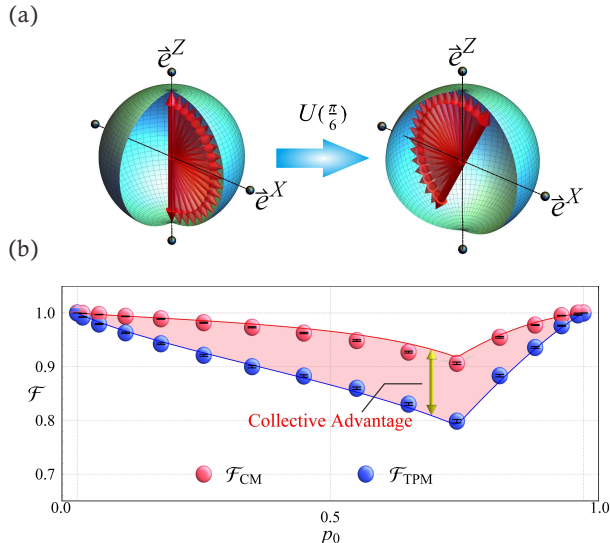 (a)
e⃗^Z
e⃗^Z
U(π/6)
e⃗^X
e⃗^X
(b)
1.0
0.9
0.8
0.7
ℱ
Collective Advantage
ℱ_CM
ℱ_TPM
0.0
0.5
1.0
p₀